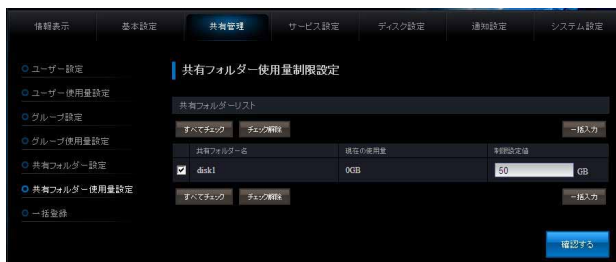 情報表示 基本設定 共有管理 サービス設定 ディスク設定 通知設定 システム設定
ユーザー設定
ユーザー使用量設定
グループ設定
グループ使用量設定
共有フォルダー設定
共有フォルダー使用量設定
一括登録
共有フォルダー使用量制限設定
共有フォルダーリスト
すべてチェック チェック解除 一括入力
共有フォルダー名 現在の使用量 制限設定値
disk1 0GB 50 GB
すべてチェック チェック解除 一括入力
確認する